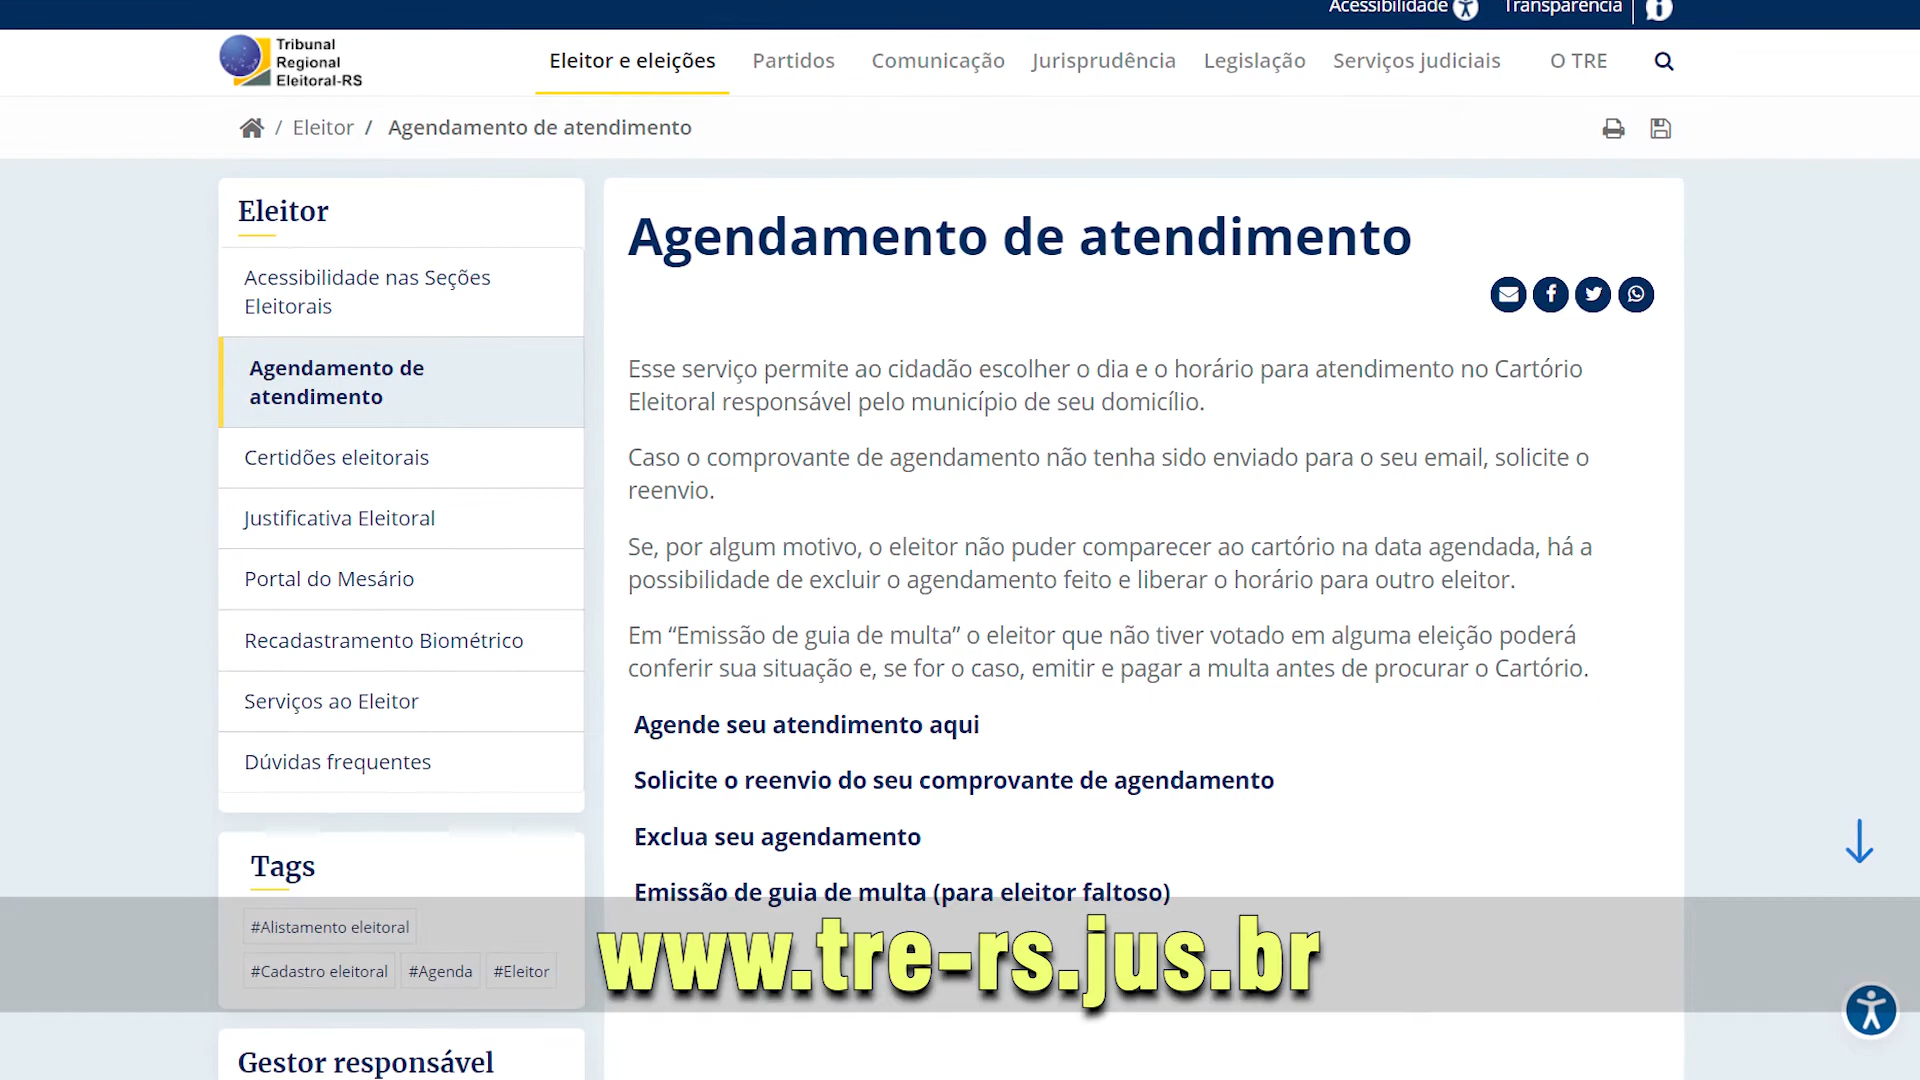 Acessibilidade
Transparência
Tribunal
Regional
Eleitoral-RS
Eleitor e eleições
Partidos
Comunicação
Jurisprudência
Legislação
Serviços judiciais
O TRE
/ Eleitor / Agendamento de atendimento
Eleitor
Acessibilidade nas Seções
Eleitorais
Agendamento de
atendimento
Certidões eleitorais
Justificativa Eleitoral
Portal do Mesário
Recadastramento Biométrico
Serviços ao Eleitor
Dúvidas frequentes
Tags
#Alistamento eleitoral
#Cadastro eleitoral #Agenda #Eleitor
Gestor responsável
Agendamento de atendimento
Esse serviço permite ao cidadão escolher o dia e o horário para atendimento no Cartório
Eleitoral responsável pelo município de seu domicílio.
Caso o comprovante de agendamento não tenha sido enviado para o seu email, solicite o
reenvio.
Se, por algum motivo, o eleitor não puder comparecer ao cartório na data agendada, há a
possibilidade de excluir o agendamento feito e liberar o horário para outro eleitor.
Em “Emissão de guia de multa” o eleitor que não tiver votado em alguma eleição poderá
conferir sua situação e, se for o caso, emitir e pagar a multa antes de procurar o Cartório.
Agende seu atendimento aqui
Solicite o reenvio do seu comprovante de agendamento
Exclua seu agendamento
Emissão de guia de multa (para eleitor faltoso)
www.tre-rs.jus.br